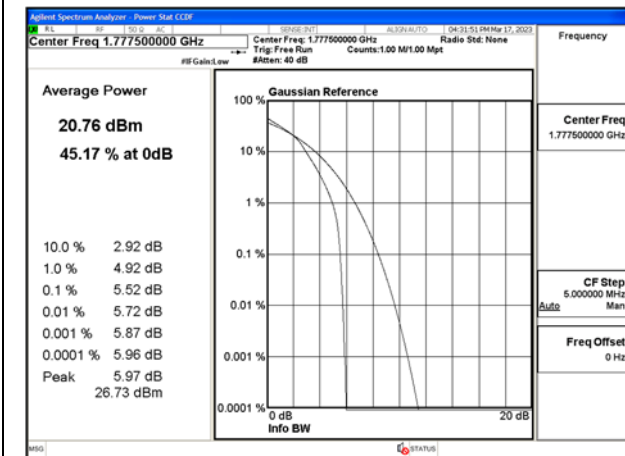 Agilent Spectrum Analyzer - Power Stat CCDF
RL RF 50 Ω AC SENSE:INT ALIGN AUTO 04:31:51 PM Mar 17, 2023
Center Freq 1.777500000 GHz
Center Freq: 1.777500000 GHz Radio Std: None
Trig: Free Run Counts:1.00 M/1.00 Mpt
#IFGain:Low #Atten: 40 dB
Frequency
Average Power
20.76 dBm
45.17 % at 0dB
10.0 % 2.92 dB
1.0 % 4.92 dB
0.1 % 5.52 dB
0.01 % 5.72 dB
0.001 % 5.87 dB
0.0001 % 5.96 dB
Peak 5.97 dB
26.73 dBm
Gaussian Reference
100 %
10 %
1 %
0.1 %
0.01 %
0.001 %
0.0001 %
0 dB 20 dB
Info BW
Center Freq
1.777500000 GHz
CF Step
5.000000 MHz
Auto Man
Freq Offset
0 Hz
MSG STATUS